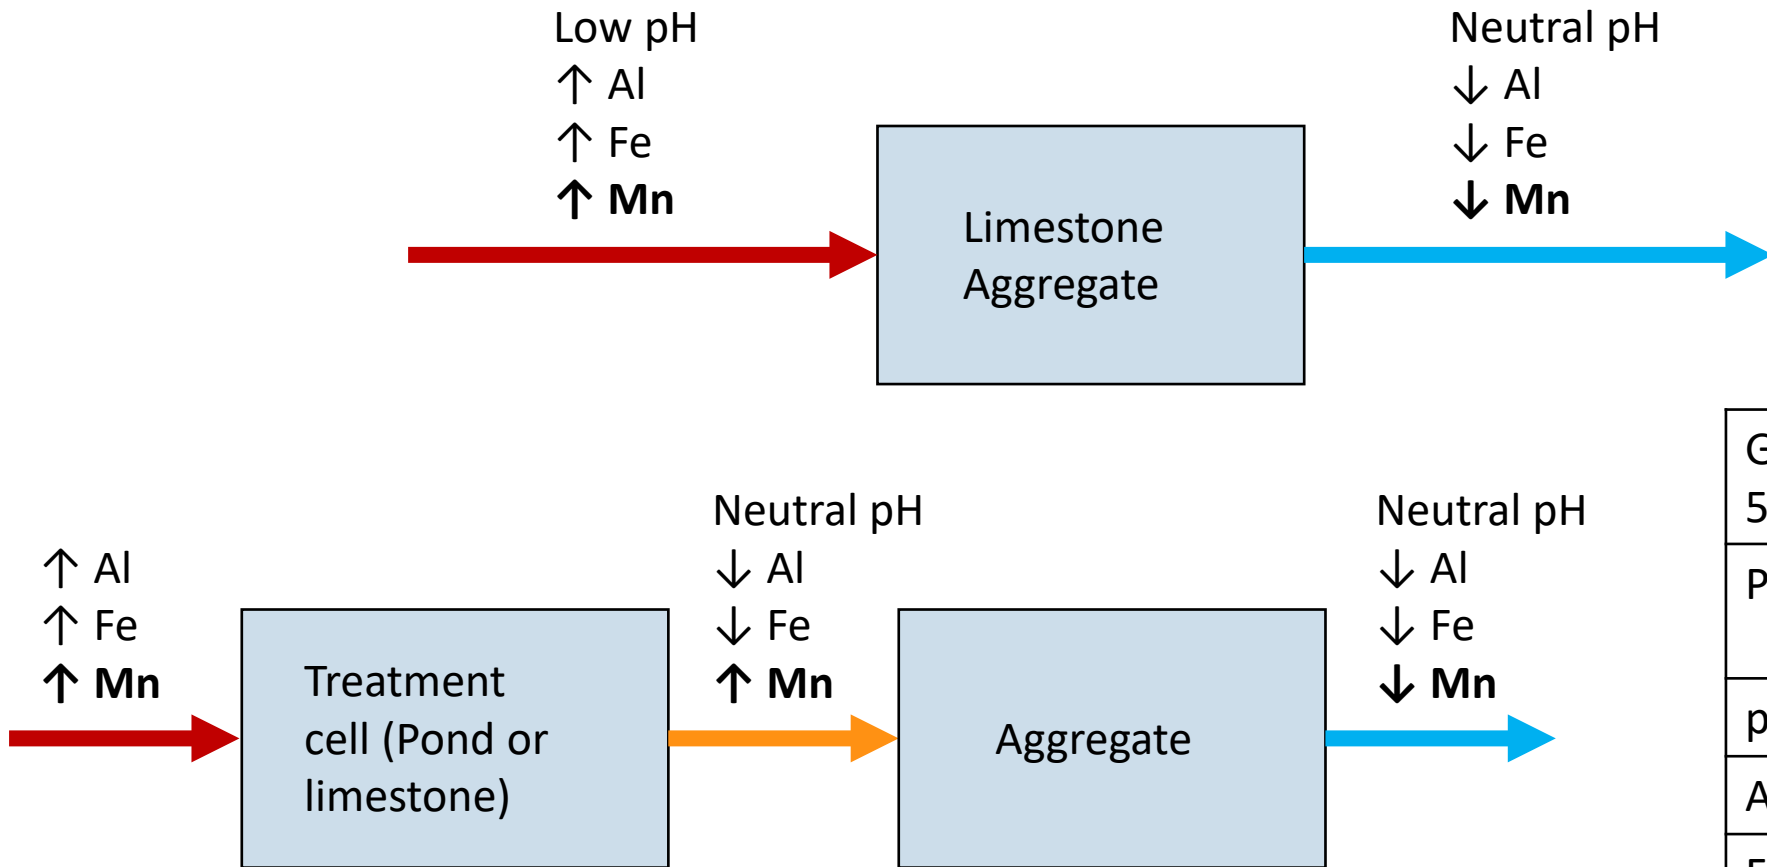 Low pH
↑ Al
↑ Fe
↑ Mn
Limestone
Aggregate
Neutral pH
↓ Al
↓ Fe
↓ Mn
↑ Al
↑ Fe
↑ Mn
Treatment
cell (Pond or
limestone)
Neutral pH
↓ Al
↓ Fe
↑ Mn
Aggregate
Neutral pH
↓ Al
↓ Fe
↓ Mn
5
P
p
A